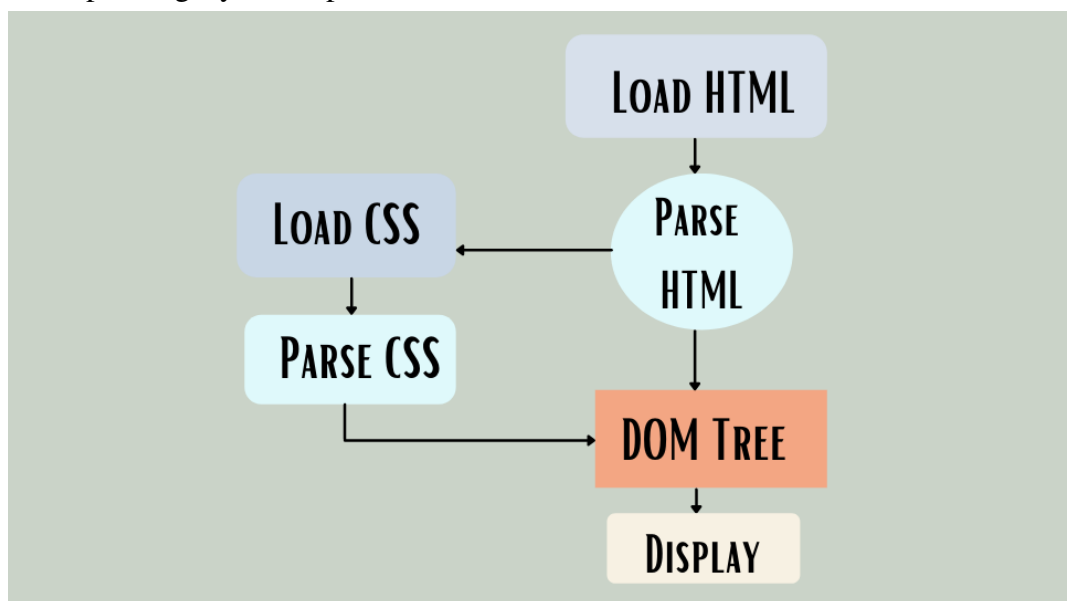 Load HTML
Parse
HTML
Load CSS
Parse CSS
DOM Tree
Display